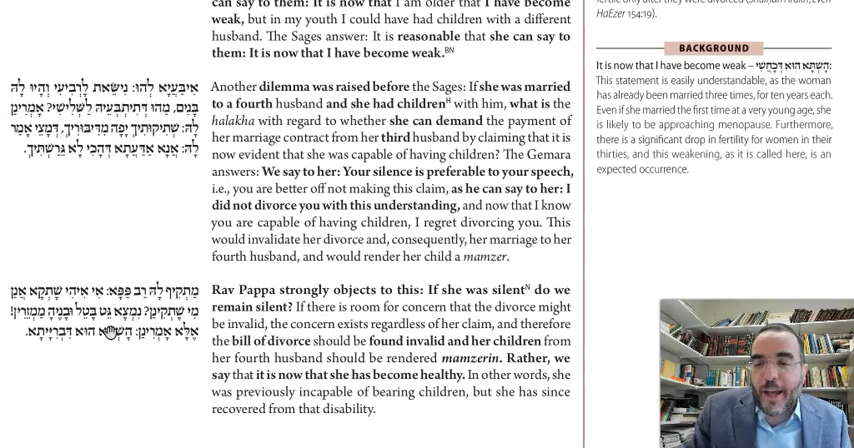 can say to them: It is now that I am older that I have become
weak, but in my youth I could have had children with a different
husband. The Sages answer: It is reasonable that she can say to
them: It is now that I have become weak.BN
איבעיא להו: נישאת לרביעי והיו לה
בנים, מהו דתיתבעיה לשלישי? אמרינן
לה: שתיקותיך יפה מדיבוריך, דמצי אמר
לה: אנא אדעתא דהכי לא גרשתיך.
Another dilemma was raised before the Sages: If she was married
to a fourth husband and she had childrenH with him, what is the
halakha with regard to whether she can demand the payment of
her marriage contract from her third husband by claiming that it is
now evident that she was capable of having children? The Gemara
answers: We say to her: Your silence is preferable to your speech,
i.e., you are better off not making this claim, as he can say to her: I
did not divorce you with this understanding, and now that I know
you are capable of having children, I regret divorcing you. This
would invalidate her divorce and, consequently, her marriage to her
fourth husband, and would render her child a mamzer.
מתקיף לה רב פפא: אי איהי שתקא אנן
מי שתקינן? נמצא גט בטל ובניה ממזרין!
אלא אמרינן: הוא דבריייתא.
Rav Pappa strongly objects to this: If she was silentN do we
remain silent? If there is room for concern that the divorce might
be invalid, the concern exists regardless of her claim, and therefore
the bill of divorce should be found invalid and her children from
her fourth husband should be rendered mamzerin. Rather, we
say that it is now that she has become healthy. In other words, she
was previously incapable of bearing children, but she has since
recovered from that disability.
fertile only after they were divorced (Shulḥan Arukh, Even
HaEzer 154:19).
BACKGROUND
It is now that I have become weak – השתא הוא דכחשי:
This statement is easily understandable, as the woman
has already been married three times, for ten years each.
Even if she married the first time at a very young age, she
is likely to be approaching menopause. Furthermore,
there is a significant drop in fertility for women in their
thirties, and this weakening, as it is called here, is an
expected occurrence.